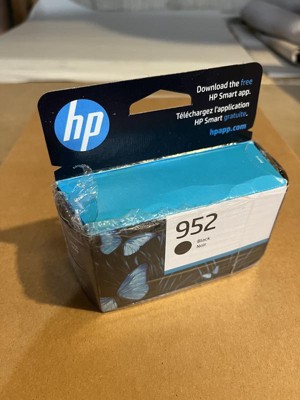 Download the free
HP Smart app.
Téléchargez l'application
HP Smart gratuite.
hpapp.com
hp
952
Black
Noir